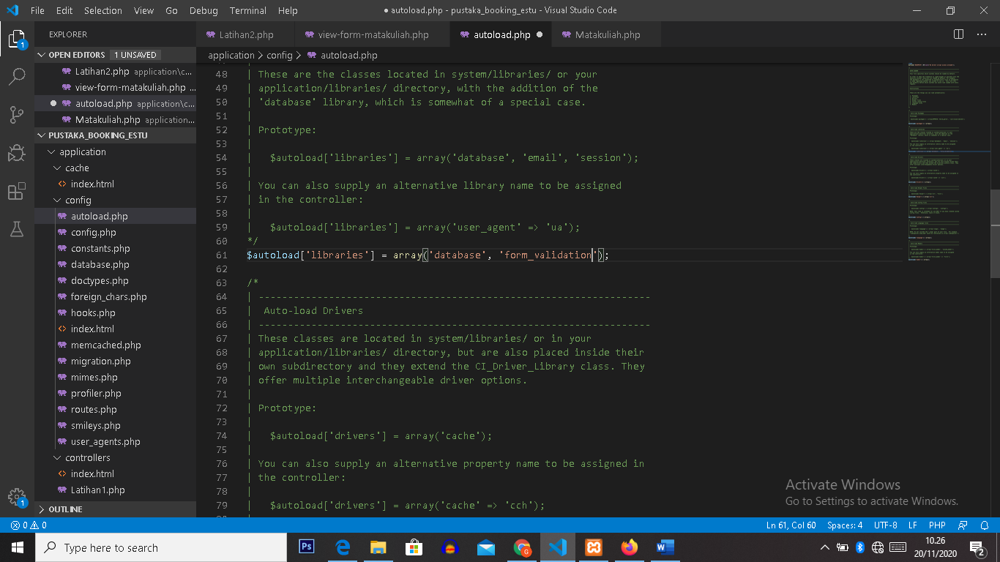 File Edit Selection View Go Debug Terminal Help
● autoload.php - pustaka_booking_estu - Visual Studio Code
EXPLORER
OPEN EDITORS 1 UNSAVED
Latihan2.php application\c...
view-form-matakuliah.php ...
autoload.php application\c...
Matakuliah.php application...
PUSTAKA_BOOKING_ESTU
application
cache
index.html
config
autoload.php
config.php
constants.php
database.php
doctypes.php
foreign_chars.php
hooks.php
index.html
memcached.php
migration.php
mimes.php
profiler.php
routes.php
smileys.php
user_agents.php
controllers
index.html
Latihan1.php
OUTLINE
1
1
Latihan2.php view-form-matakuliah.php autoload.php ● Matakuliah.php
application > config > autoload.php
48 | These are the classes located in system/libraries/ or your
49 | application/libraries/ directory, with the addition of the
50 | 'database' library, which is somewhat of a special case.
51 |
52 | Prototype:
53 |
54 |   $autoload['libraries'] = array('database', 'email', 'session');
55 |
56 | You can also supply an alternative library name to be assigned
57 | in the controller:
58 |
59 |   $autoload['libraries'] = array('user_agent' => 'ua');
60 */
61 $autoload['libraries'] = array('database', 'form_validation');
62
63 /*
64 | -------------------------------------------------------------------
65 |  Auto-load Drivers
66 | -------------------------------------------------------------------
67 | These classes are located in system/libraries/ or in your
68 | application/libraries/ directory, but are also placed inside their
69 | own subdirectory and they extend the CI_Driver_Library class. They
70 | offer multiple interchangeable driver options.
71 |
72 | Prototype:
73 |
74 |   $autoload['drivers'] = array('cache');
75 |
76 | You can also supply an alternative property name to be assigned in
77 | the controller:
78 |
79 |   $autoload['drivers'] = array('cache' => 'cch');
Activate Windows
Go to Settings to activate Windows.
0 0
Ln 61, Col 60 Spaces: 4 UTF-8 LF PHP
Type here to search
Ps
G
W
10.26
20/11/2020
2